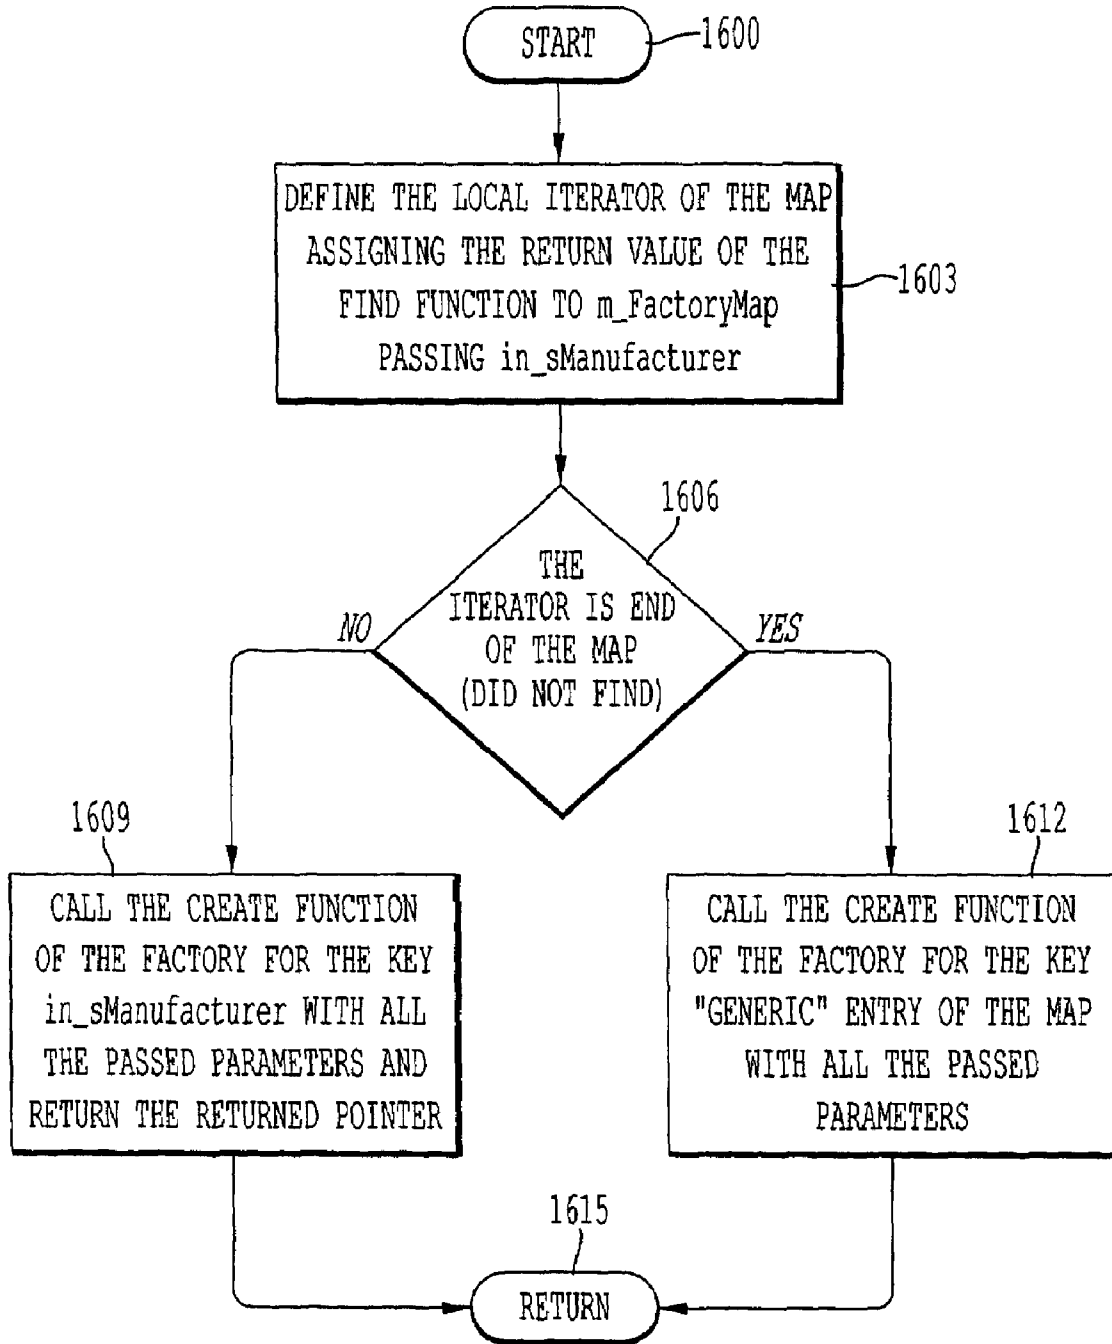 START
1600
DEFINE THE LOCAL ITERATOR OF THE MAP
ASSIGNING THE RETURN VALUE OF THE
FIND FUNCTION TO m_FactoryMap
PASSING in_sManufacturer
1603
1606
THE
ITERATOR IS END
OF THE MAP
(DID NOT FIND)
NO
YES
1609
CALL THE CREATE FUNCTION
OF THE FACTORY FOR THE KEY
in_sManufacturer WITH ALL
THE PASSED PARAMETERS AND
RETURN THE RETURNED POINTER
1612
CALL THE CREATE FUNCTION
OF THE FACTORY FOR THE KEY
"GENERIC" ENTRY OF THE MAP
WITH ALL THE PASSED
PARAMETERS
1615
RETURN